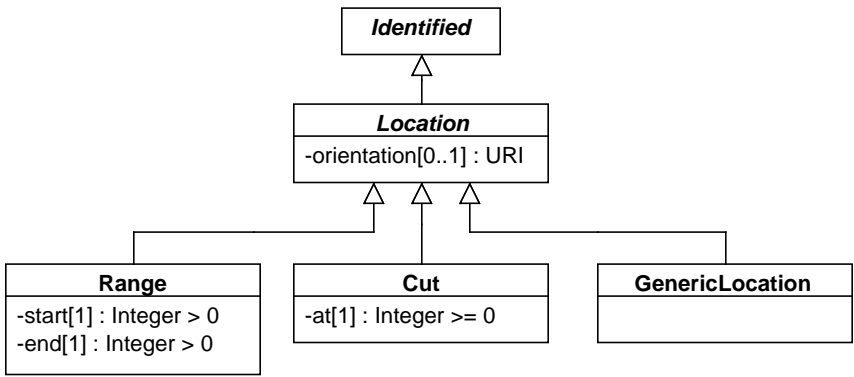 Identified
Location
-orientation[0..1] : URI
Range
-start[1] : Integer > 0
-end[1] : Integer > 0
Cut
-at[1] : Integer >= 0
GenericLocation